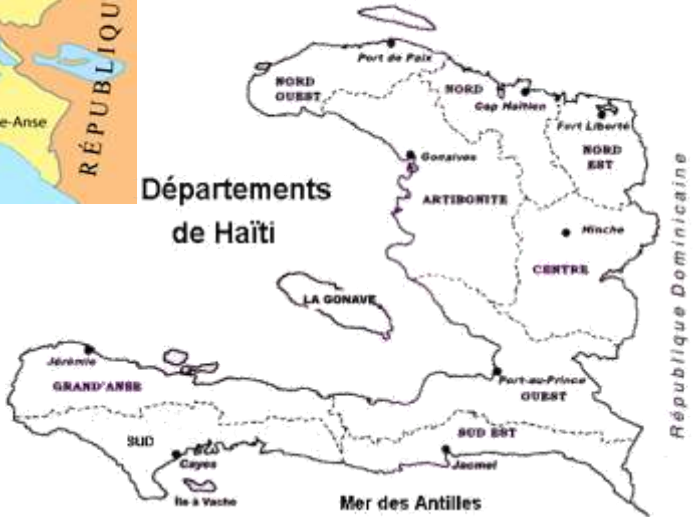 e-Anse
RÉPUBLIQU
Départements
de Haïti
Port de Paix
NORD
OUEST
NORD
Cap Haïtien
Fort Liberté
NORD
EST
Gonaives
ARTIBONITE
Hinche
CENTRE
LA GONAVE
République Dominicaine
Jérémie
GRAND'ANSE
Port-au-Prince
OUEST
SUD
SUD EST
Cayes
Jacmel
Île à Vache
Mer des Antilles